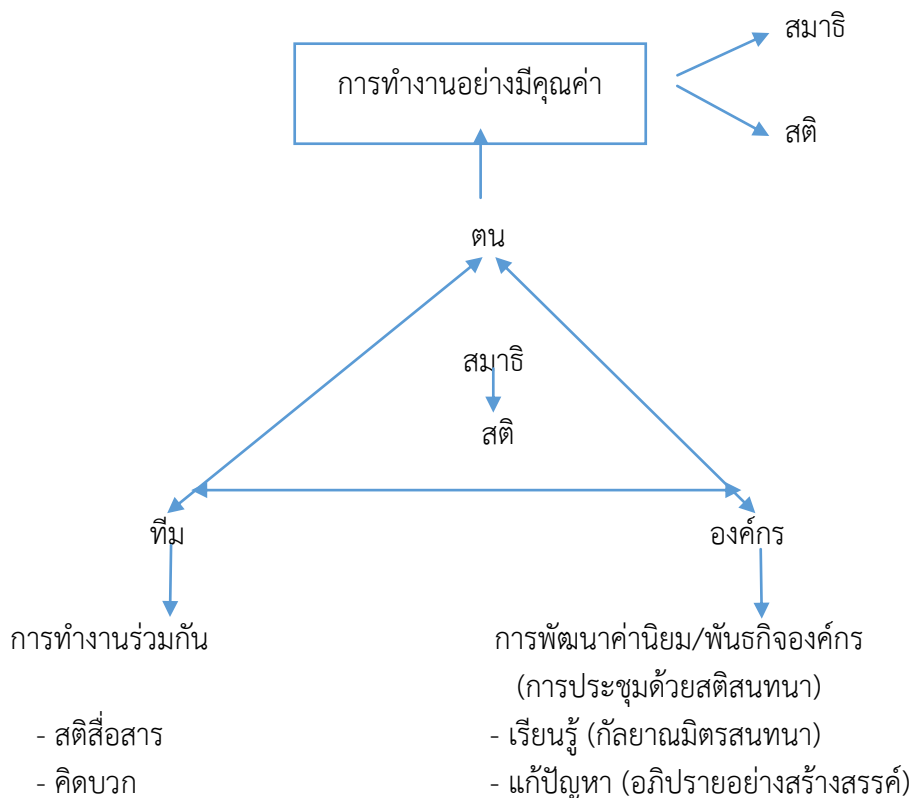 สมาธิ
การทำงานอย่างมีคุณค่า
สติ
ตน
สมาธิ
สติ
ทีม
องค์กร
การทำงานร่วมกัน
การพัฒนาค่านิยม/พันธกิจองค์กร
(การประชุมด้วยสติสนทนา)
- สติสื่อสาร
- เรียนรู้ (กัลยาณมิตรสนทนา)
- คิดบวก
- แก้ปัญหา (อภิปรายอย่างสร้างสรรค์)